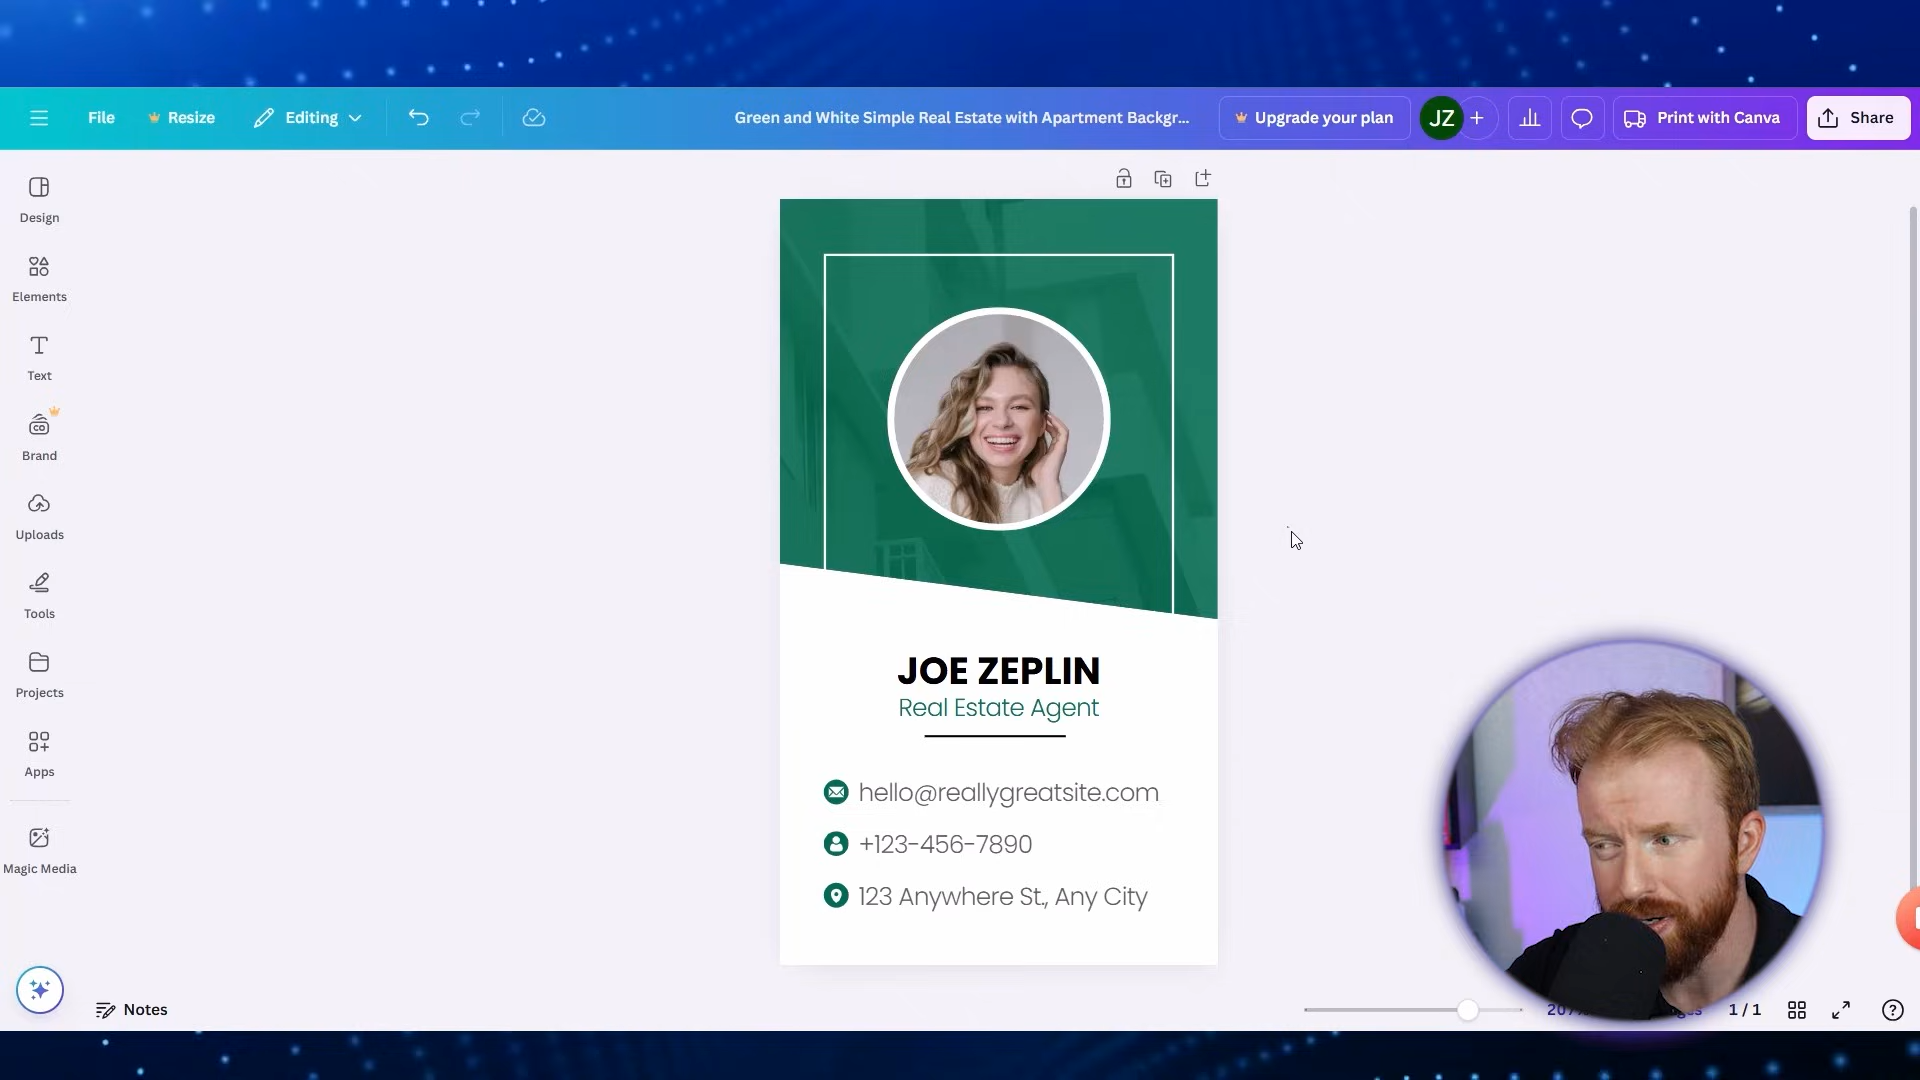 File
Resize
Editing
Green and White Simple Real Estate with Apartment Backgr...
Upgrade your plan
JZ
Print with Canva
Share
Design
Elements
Text
Brand
CO
Uploads
Tools
Projects
Apps
Magic Media
JOE ZEPLIN
Real Estate Agent
hello@reallygreatsite.com
+123-456-7890
123 Anywhere St., Any City
Notes
1 / 1